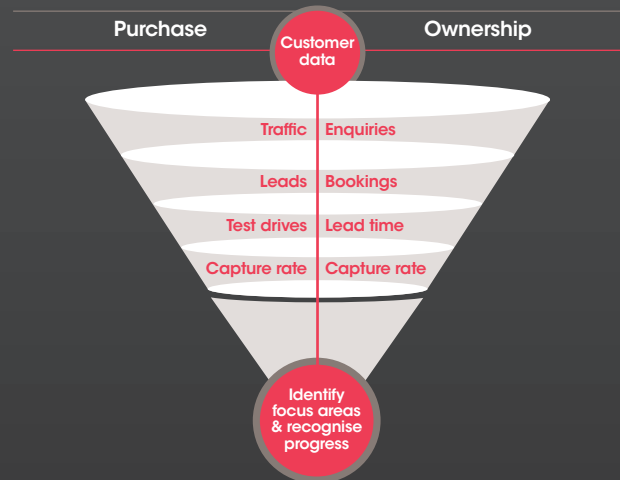 Purchase
Ownership
Customer
data
Traffic
Enquiries
Leads
Bookings
Test drives
Lead time
Capture rate
Capture rate
Identify
focus areas
& recognise
progress